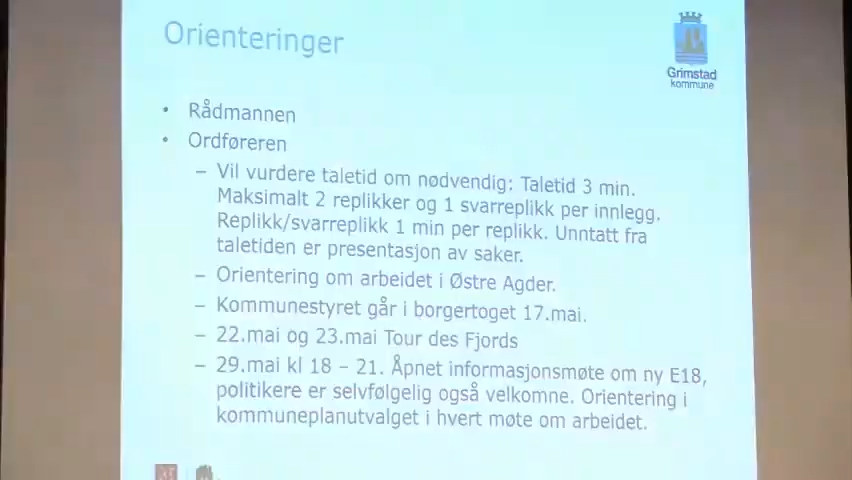 Orienteringer
Grimstad
kommune
• Rådmannen
• Ordføreren
– Vil vurdere taletid om nødvendig: Taletid 3 min.
Maksimalt 2 replikker og 1 svarreplikk per innlegg.
Replikk/svarreplikk 1 min per replikk. Unntatt fra
taletiden er presentasjon av saker.
– Orientering om arbeidet i Østre Agder.
– Kommunestyret går i borgertoget 17.mai.
– 22.mai og 23.mai Tour des Fjords
– 29.mai kl 18 – 21. Åpnet informasjonsmøte om ny E18,
politikere er selvfølgelig også velkomne. Orientering i
kommuneplanutvalget i hvert møte om arbeidet.